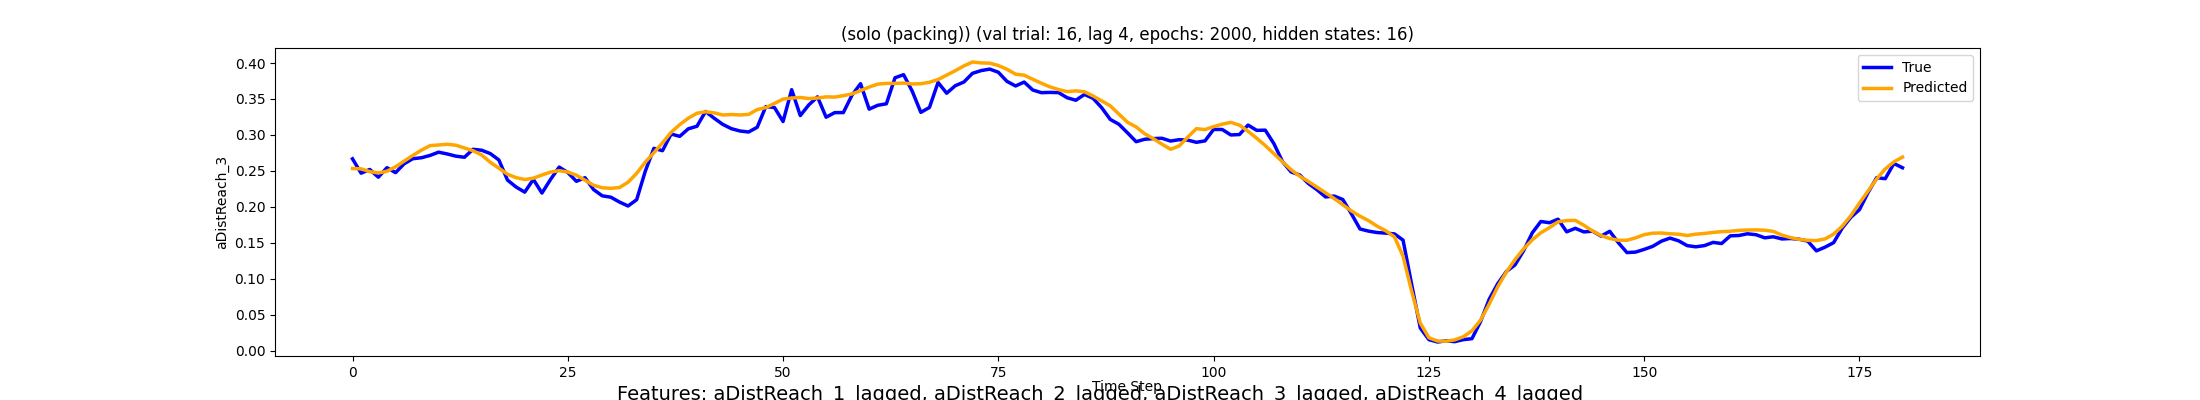 (solo (packing)) (val trial: 16, lag 4, epochs: 2000, hidden states: 16)
0.40
0.35
0.30
0.25
0.20
0.15
0.10
0.05
0.00
aDistReach_3
True
Predicted
0 25 50 75 100 125 150 175
Time Step
Features: aDistReach_1_lagged, aDistReach_2_lagged, aDistReach_3_lagged, aDistReach_4_lagged